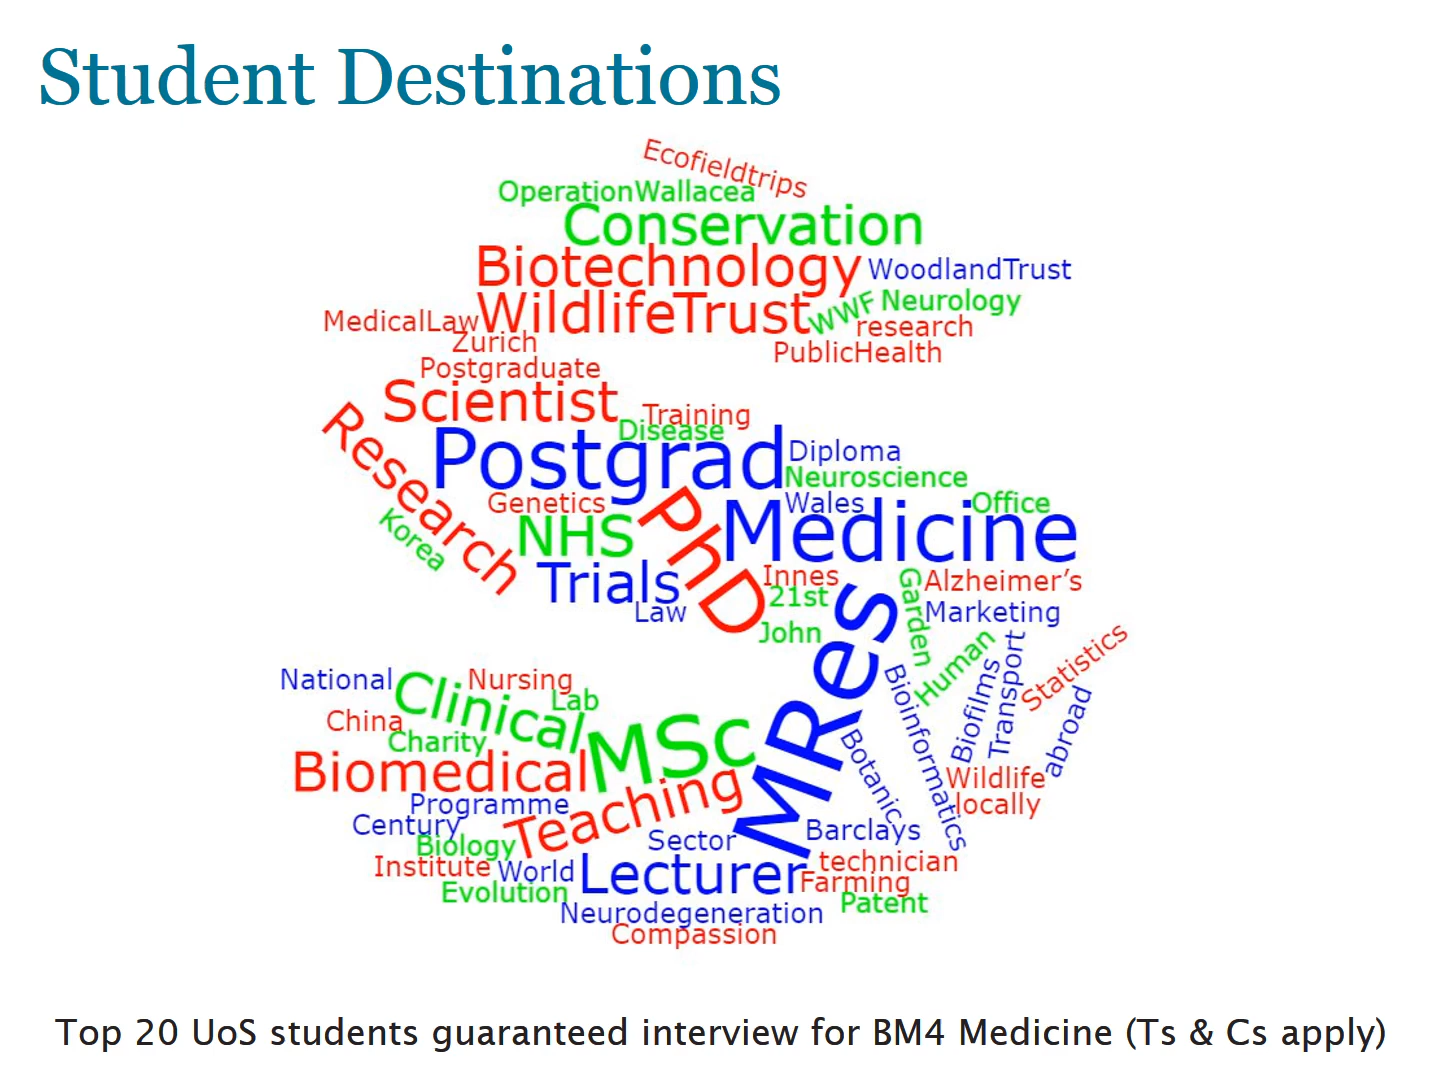 Student Destinations
Ecofieldtrips
OperationWallacea
Conservation
Biotechnology
WoodlandTrust
WildlifeTrust
WWF
Neurology
MedicalLaw
research
Zurich
PublicHealth
Postgraduate
Scientist
Training
Disease
Research
Postgrad
Diploma
Neuroscience
Genetics
PhD
Wales
Office
Medicine
Korea
NHS
Trials
Innes
Alzheimer’s
21st
Garden
Law
Marketing
John
MRes
Human
Transport
Statistics
National
Clinical
Nursing
Lab
Bioinformatics
Biofilms
abroad
China
Charity
MSc
Botanic
Biomedical
Teaching
Wildlife
Programme
locally
Century
Sector
Barclays
Biology
Institute
World
Lecturer
technician
Farming
Evolution
Patent
Neurodegeneration
Compassion
Top 20 UoS students guaranteed interview for BM4 Medicine (Ts & Cs apply)